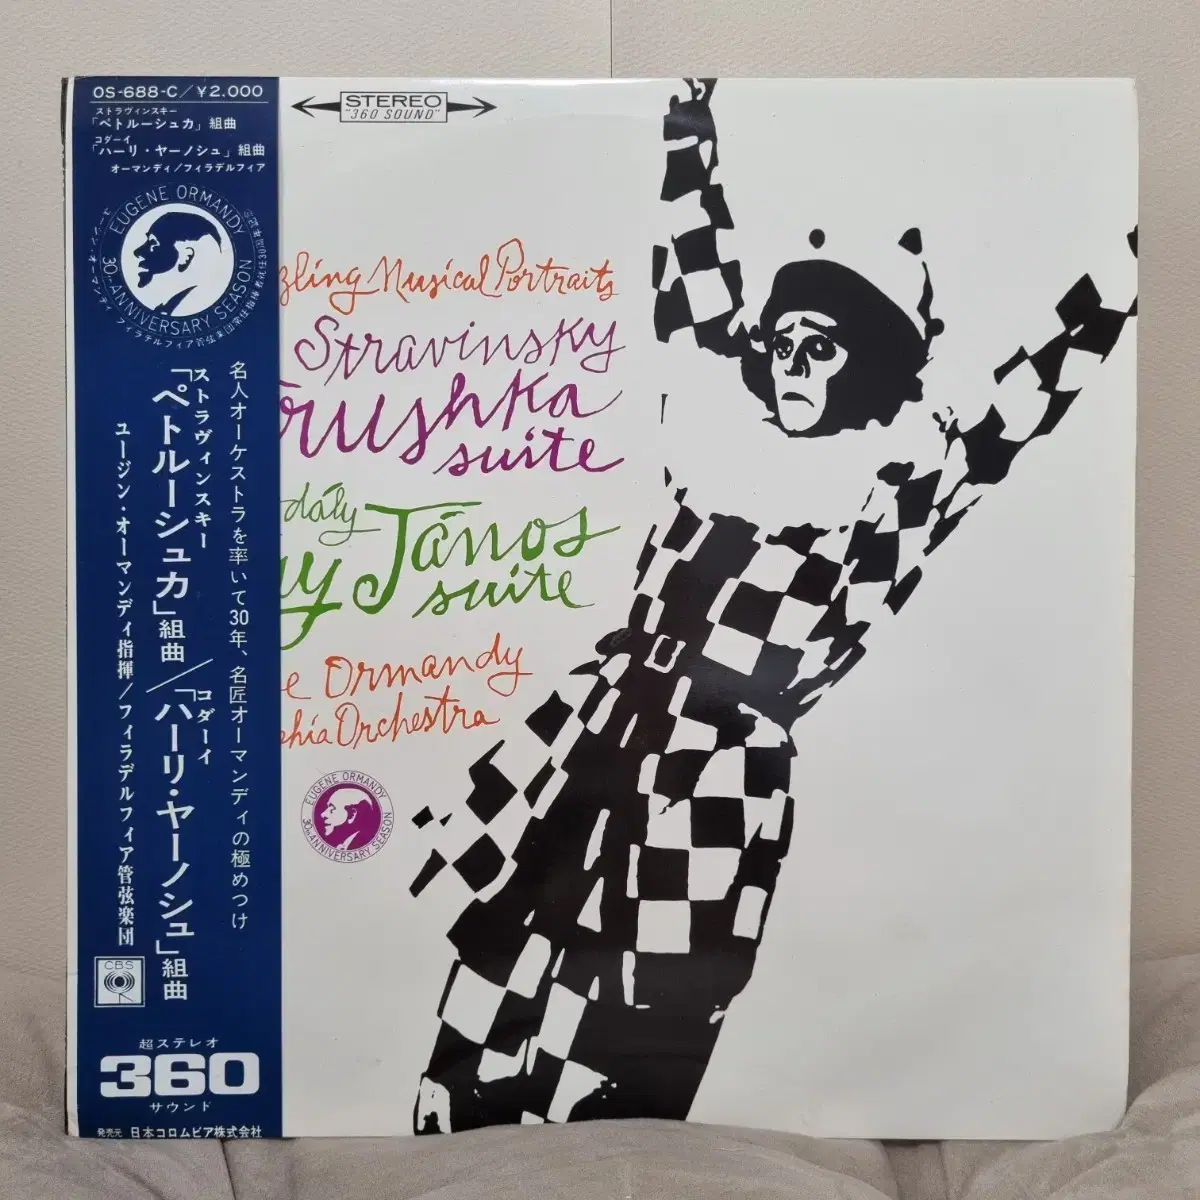 OS-688-C/¥2.000
ストラヴィンスキー
「ペトルーシュカ」組曲
コダーイ
「ハーリ・ヤーノシュ」組曲
オーマンディ/フィラデルフィア
EUGENE ORMANDY
30TH ANNIVERSARY SEASON
名人オーケストラを率いて30年、名匠オーマンディの極めつけ
ストラヴィンスキー
「ペトルーシュカ」組曲/
コダーイ
「ハーリ・ヤーノシュ」組曲
ユージン・オーマンディ指揮/フィラデルフィア管弦楽団
CBS
超ステレオ
360
サウンド
発売元 日本コロムビア株式会社
STEREO
"360 SOUND"
zling Musical Portraits
Stravinsky
rushka
suite
dály
y János
suite
e Ormandy
phia Orchestra
EUGENE ORMANDY
30TH ANNIVERSARY SEASON